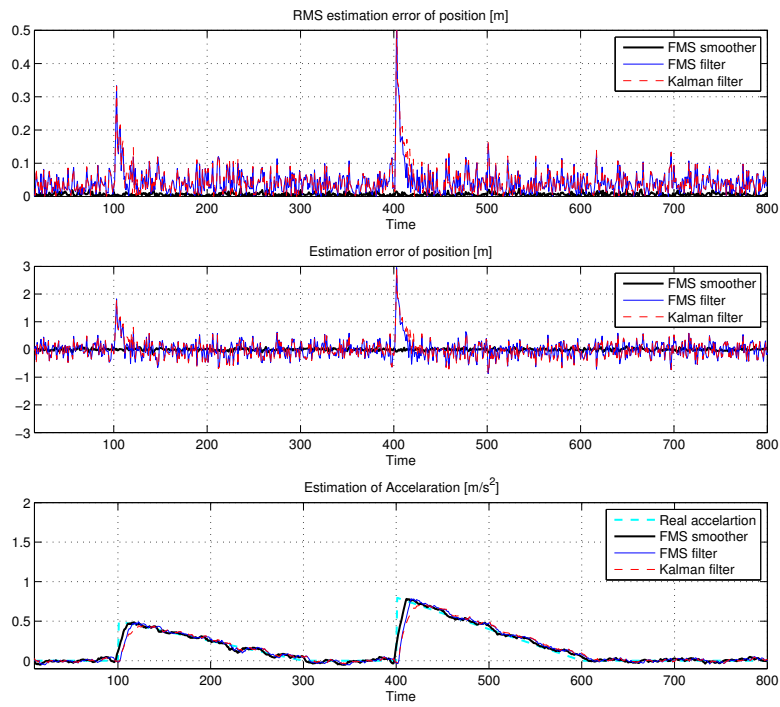 RMS estimation error of position [m]
0.5
0.4
0.3
0.2
0.1
0
FMS smoother
FMS filter
Kalman filter
100 200 300 400 500 600 700 800
Time
Estimation error of position [m]
3
2
1
0
−1
−2
−3
FMS smoother
FMS filter
Kalman filter
100 200 300 400 500 600 700 800
Time
Estimation of Accelaration [m/s²]
2
1.5
1
0.5
0
Real accelartion
FMS smoother
FMS filter
Kalman filter
100 200 300 400 500 600 700 800
Time